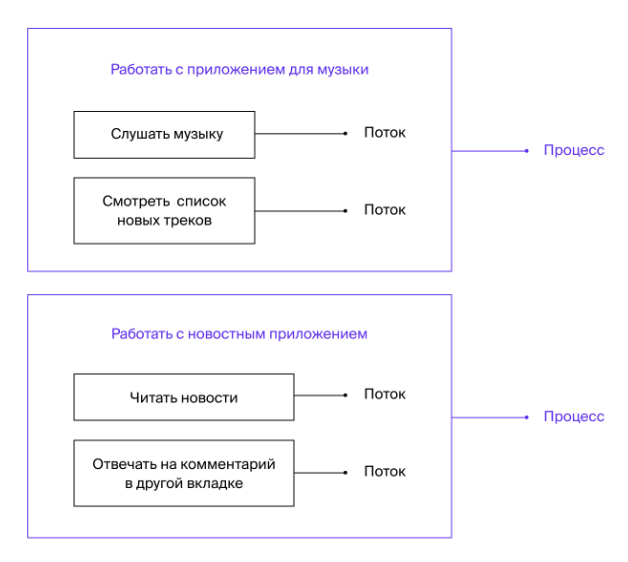 Работать с приложением для музыки
Слушать музыку
Поток
Процесс
Смотреть список
новых треков
Поток
Работать с новостным приложением
Читать новости
Поток
Процесс
Отвечать на комментарий
в другой вкладке
Поток